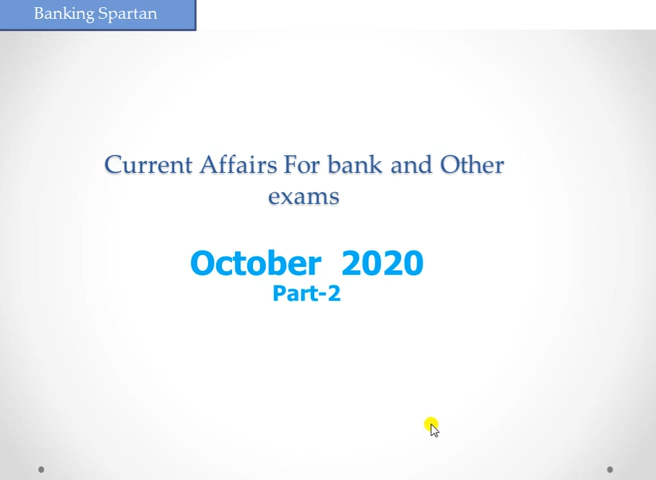 Banking Spartan
Current Affairs For bank and Other
exams
October 2020
Part-2